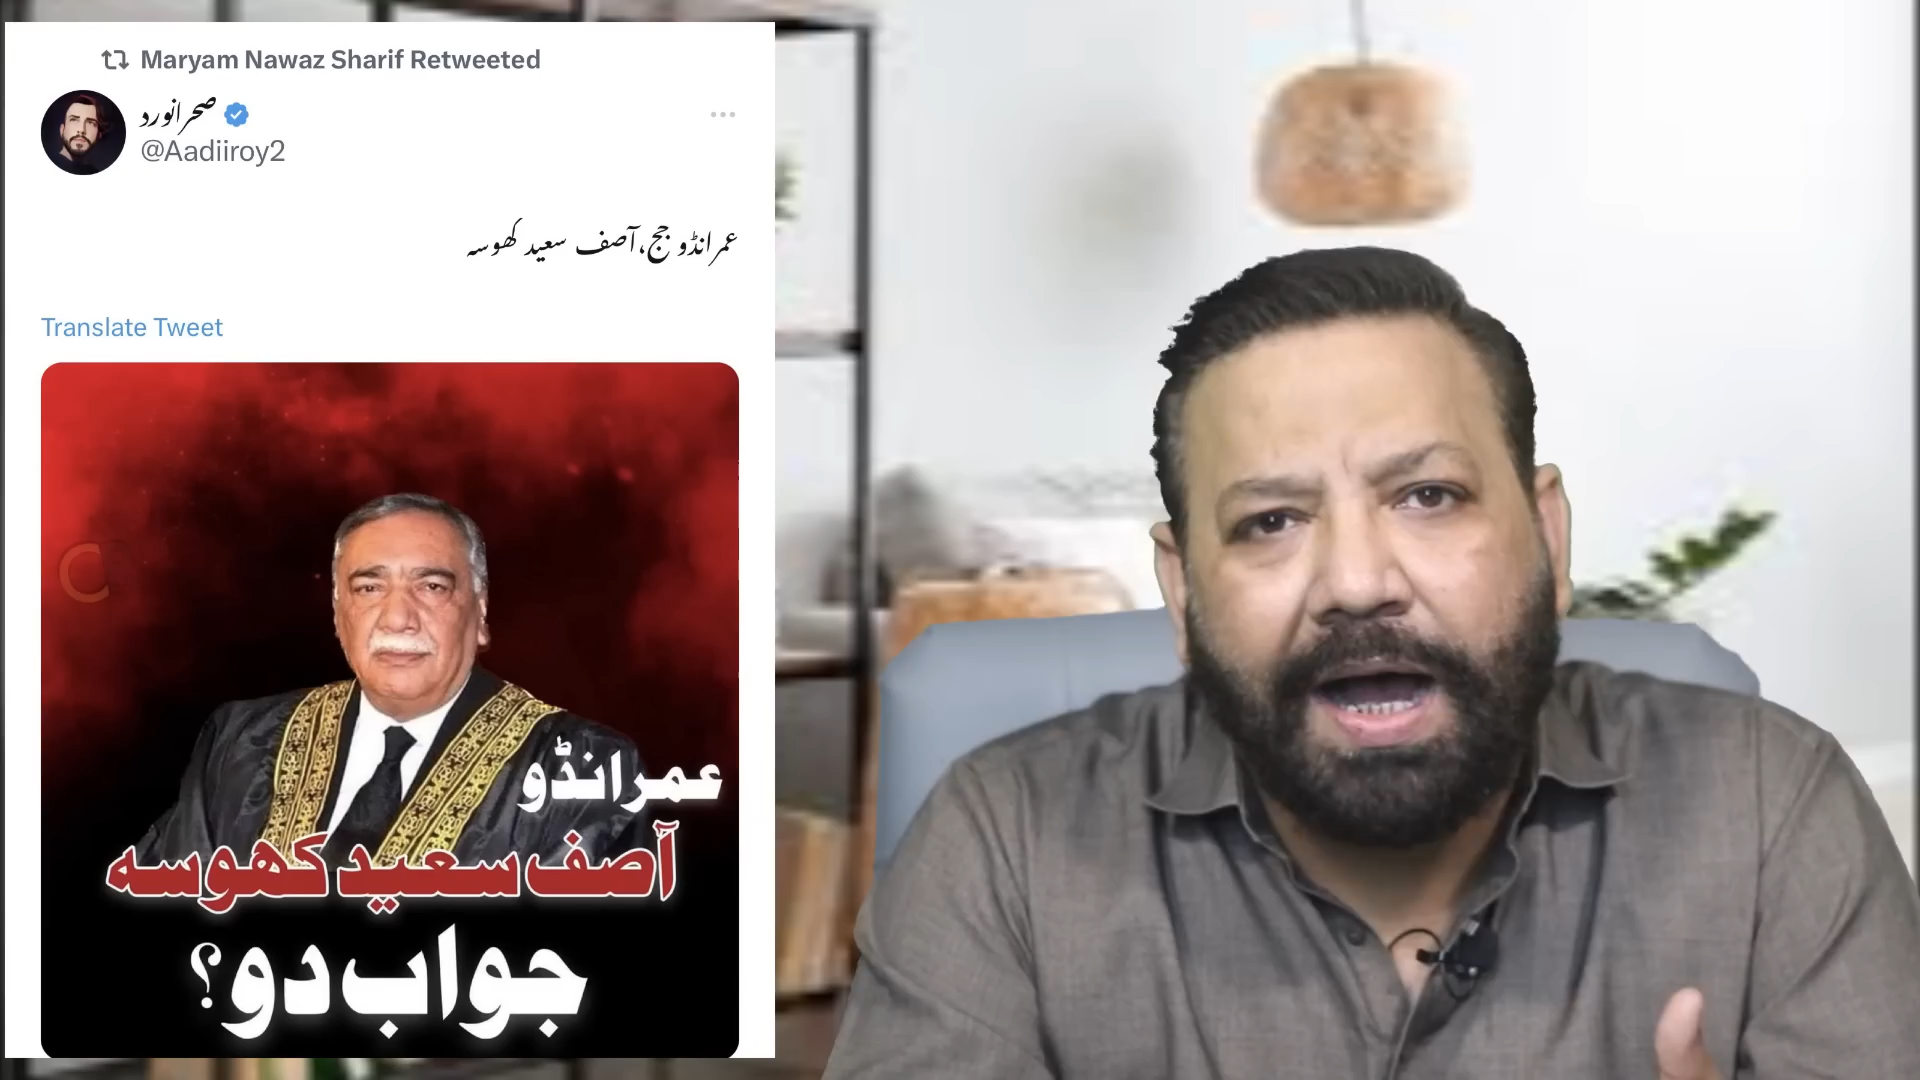 Maryam Nawaz Sharif Retweeted
صحرانورد
@Aadiiroy2
عمرانڈو جج،آصف سعید کھوسہ
Translate Tweet
C
عمرانڈو
آصف سعید کھوسہ
جواب دو؟